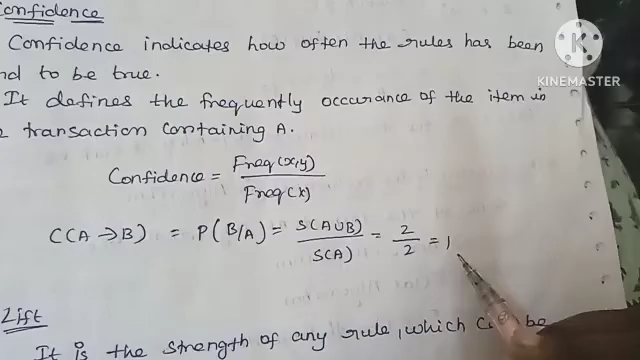 Confidence
Confidence indicates how often the rules has been
nd to be true.
It defines the frequently occurance of the item in
transaction containing A.
Confidence = Freq(x,y) / Freq(x)
C(A → B) = P(B/A) = S(A∪B) / S(A) = 2/2 = 1
Lift
It is the strength of any rule, which can be
K
KINEMASTER